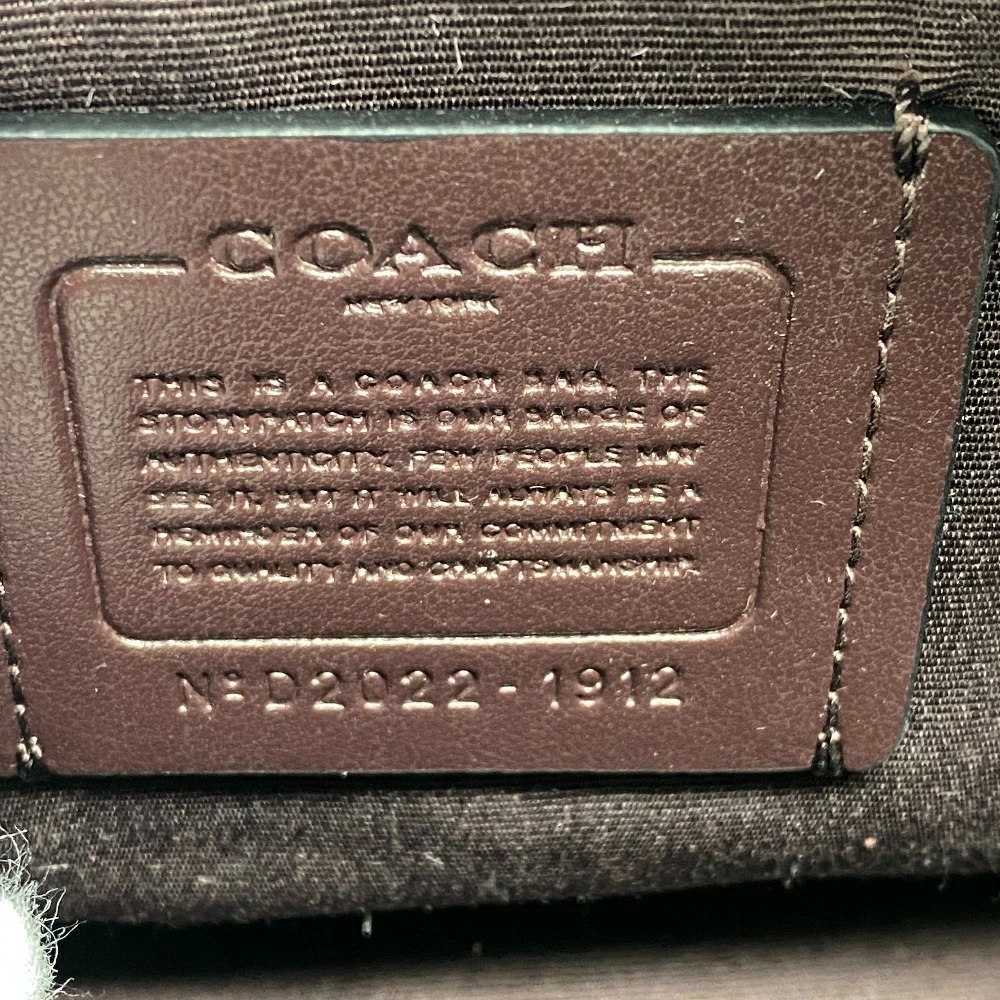 COACH
NEW YORK
THIS IS A COACH BAG. THE
STORYPATCH IS OUR BADGE OF
AUTHENTICITY. FEW PEOPLE MAY
SEE IT, BUT IT WILL ALWAYS BE A
REMINDER OF OUR COMMITMENT
TO QUALITY AND CRAFTSMANSHIP.
Nº D2022-1912